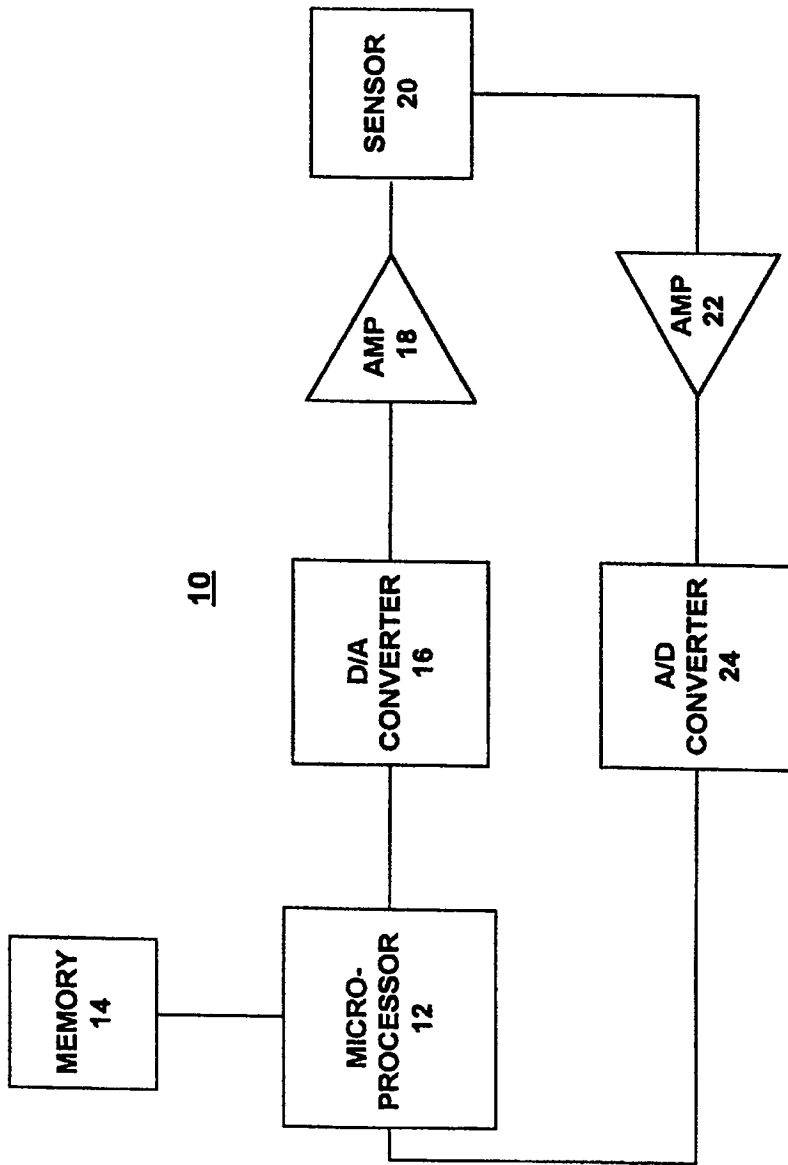 10
MEMORY
14
MICRO-
PROCESSOR
12
D/A
CONVERTER
16
AMP
18
SENSOR
20
A/D
CONVERTER
24
AMP
22